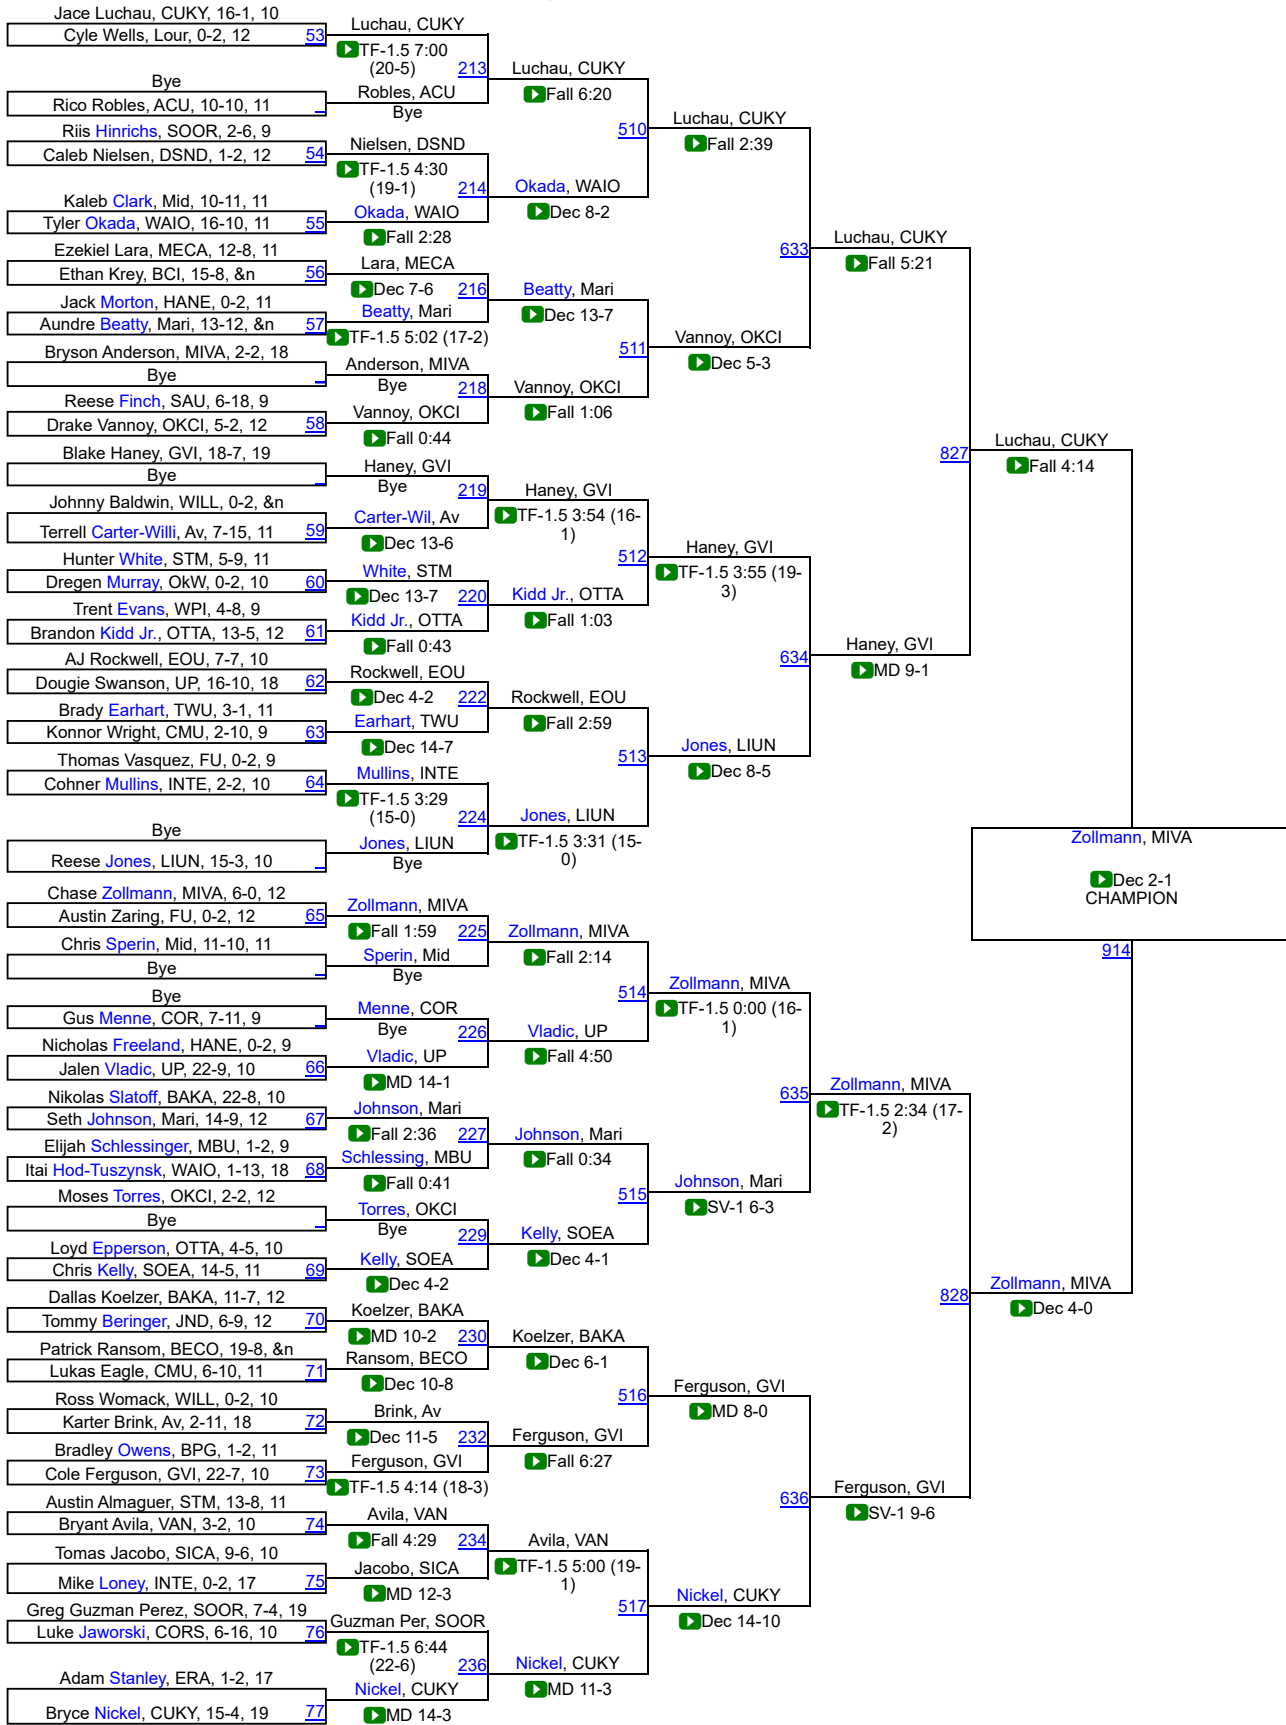 Jace Luchau, CUKY, 16-1, 10
Cyle Wells, Lour, 0-2, 12 53
Bye
Rico Robles, ACU, 10-10, 11
Riis Hinrichs, SOOR, 2-6, 9
Caleb Nielsen, DSND, 1-2, 12 54
Kaleb Clark, Mid, 10-11, 11
Tyler Okada, WAIO, 16-10, 11 55
Ezekiel Lara, MECA, 12-8, 11
Ethan Krey, BCI, 15-8, &n 56
Jack Morton, HANE, 0-2, 11
Aundre Beatty, Mari, 13-12, &n 57
Bryson Anderson, MIVA, 2-2, 18
Bye
Reese Finch, SAU, 6-18, 9
Drake Vannoy, OKCI, 5-2, 12 58
Blake Haney, GVI, 18-7, 19
Bye
Johnny Baldwin, WILL, 0-2, &n
Terrell Carter-Willi, Av, 7-15, 11 59
Hunter White, STM, 5-9, 11
Dregen Murray, OkW, 0-2, 10 60
Trent Evans, WPI, 4-8, 9
Brandon Kidd Jr., OTTA, 13-5, 12 61
AJ Rockwell, EOU, 7-7, 10
Dougie Swanson, UP, 16-10, 18 62
Brady Earhart, TWU, 3-1, 11
Konnor Wright, CMU, 2-10, 9 63
Thomas Vasquez, FU, 0-2, 9
Cohner Mullins, INTE, 2-2, 10 64
Bye
Reese Jones, LIUN, 15-3, 10
Chase Zollmann, MIVA, 6-0, 12
Austin Zaring, FU, 0-2, 12 65
Chris Sperin, Mid, 11-10, 11
Bye
Bye
Gus Menne, COR, 7-11, 9
Nicholas Freeland, HANE, 0-2, 9
Jalen Vladic, UP, 22-9, 10 66
Nikolas Slatoff, BAKA, 22-8, 10
Seth Johnson, Mari, 14-9, 12 67
Elijah Schlessinger, MBU, 1-2, 9
Itai Hod-Tuszynsk, WAIO, 1-13, 18 68
Moses Torres, OKCI, 2-2, 12
Bye
Loyd Epperson, OTTA, 4-5, 10
Chris Kelly, SOEA, 14-5, 11 69
Dallas Koelzer, BAKA, 11-7, 12
Tommy Beringer, JND, 6-9, 12 70
Patrick Ransom, BECO, 19-8, &n
Lukas Eagle, CMU, 6-10, 11 71
Ross Womack, WILL, 0-2, 10
Karter Brink, Av, 2-11, 18 72
Bradley Owens, BPG, 1-2, 11
Cole Ferguson, GVI, 22-7, 10 73
Austin Almaguer, STM, 13-8, 11
Bryant Avila, VAN, 3-2, 10 74
Tomas Jacobo, SICA, 9-6, 10
Mike Loney, INTE, 0-2, 17 75
Greg Guzman Perez, SOOR, 7-4, 19
Luke Jaworski, CORS, 6-16, 10 76
Adam Stanley, ERA, 1-2, 17
Bryce Nickel, CUKY, 15-4, 19 77
Luchau, CUKY
TF-1.5 7:00
(20-5) 213
Robles, ACU
Bye
Nielsen, DSND
TF-1.5 4:30
(19-1) 214
Okada, WAIO
Fall 2:28
Lara, MECA
Dec 7-6 216
Beatty, Mari
TF-1.5 5:02 (17-2)
Anderson, MIVA
Bye 218
Vannoy, OKCI
Fall 0:44
Haney, GVI
Bye 219
Carter-Wil, Av
Dec 13-6
White, STM
Dec 13-7 220
Kidd Jr., OTTA
Fall 0:43
Rockwell, EOU
Dec 4-2 222
Earhart, TWU
Dec 14-7
Mullins, INTE
TF-1.5 3:29
(15-0) 224
Jones, LIUN
Bye
Zollmann, MIVA
Fall 1:59 225
Sperin, Mid
Bye
Menne, COR
Bye 226
Vladic, UP
MD 14-1
Johnson, Mari
Fall 2:36 227
Schlessing, MBU
Fall 0:41
Torres, OKCI
Bye 229
Kelly, SOEA
Dec 4-2
Koelzer, BAKA
MD 10-2 230
Ransom, BECO
Dec 10-8
Brink, Av
Dec 11-5 232
Ferguson, GVI
TF-1.5 4:14 (18-3)
Avila, VAN
Fall 4:29 234
Jacobo, SICA
MD 12-3
Guzman Per, SOOR
TF-1.5 6:44
(22-6) 236
Nickel, CUKY
MD 14-3
Luchau, CUKY
Fall 6:20
510
Okada, WAIO
Dec 8-2
Beatty, Mari
Dec 13-7
511
Vannoy, OKCI
Fall 1:06
Haney, GVI
TF-1.5 3:54 (16-
1)
512
Kidd Jr., OTTA
Fall 1:03
Rockwell, EOU
Fall 2:59
513
Jones, LIUN
TF-1.5 3:31 (15-
0)
Zollmann, MIVA
Fall 2:14
514
Vladic, UP
Fall 4:50
Johnson, Mari
Fall 0:34
515
Kelly, SOEA
Dec 4-1
Koelzer, BAKA
Dec 6-1
516
Ferguson, GVI
Fall 6:27
Avila, VAN
TF-1.5 5:00 (19-
1)
517
Nickel, CUKY
MD 11-3
Luchau, CUKY
Fall 2:39
633
Vannoy, OKCI
Dec 5-3
Haney, GVI
TF-1.5 3:55 (19-
3)
634
Jones, LIUN
Dec 8-5
Zollmann, MIVA
TF-1.5 0:00 (16-
1)
635
Johnson, Mari
SV-1 6-3
Ferguson, GVI
MD 8-0
636
Nickel, CUKY
Dec 14-10
Luchau, CUKY
Fall 5:21
827
Haney, GVI
MD 9-1
Zollmann, MIVA
TF-1.5 2:34 (17-
2)
828
Ferguson, GVI
SV-1 9-6
Luchau, CUKY
Fall 4:14
Zollmann, MIVA
Dec 4-0
Zollmann, MIVA
Dec 2-1
CHAMPION
914